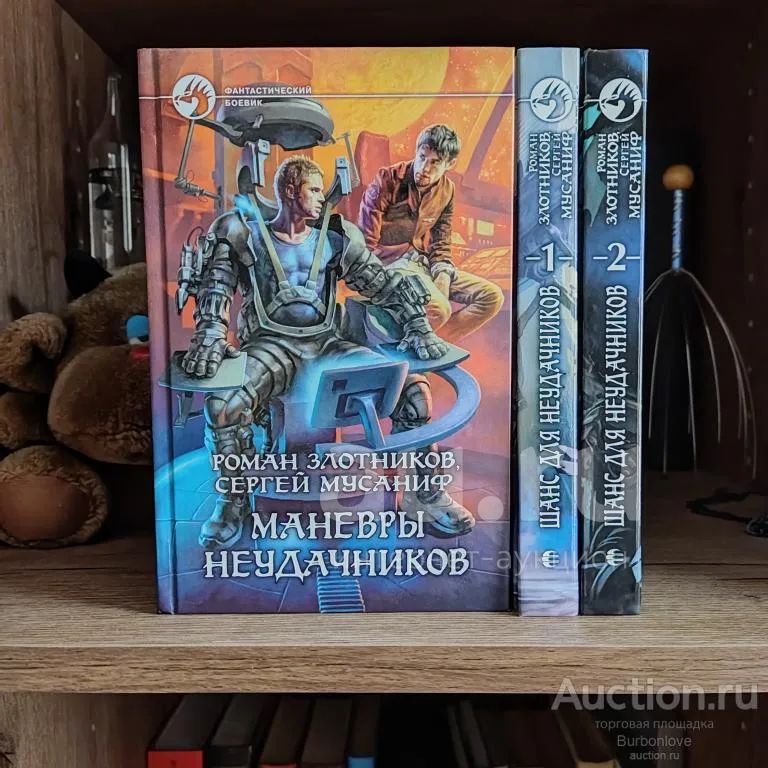 ФАНТАСТИЧЕСКИЙ
БОЕВИК
РОМАН ЗЛОТНИКОВ,
СЕРГЕЙ МУСАНИФ
МАНЕВРЫ
НЕУДАЧНИКОВ
РОМАН
ЗЛОТНИКОВ
СЕРГЕЙ
МУСАНИФ
-1-
ШАНС ДЛЯ НЕУДАЧНИКОВ
РОМАН
ЗЛОТНИКОВ
СЕРГЕЙ
МУСАНИФ
-2-
ШАНС ДЛЯ НЕУДАЧНИКОВ
Auction.ru
торговая площадка
Burbonlove
auction.ru